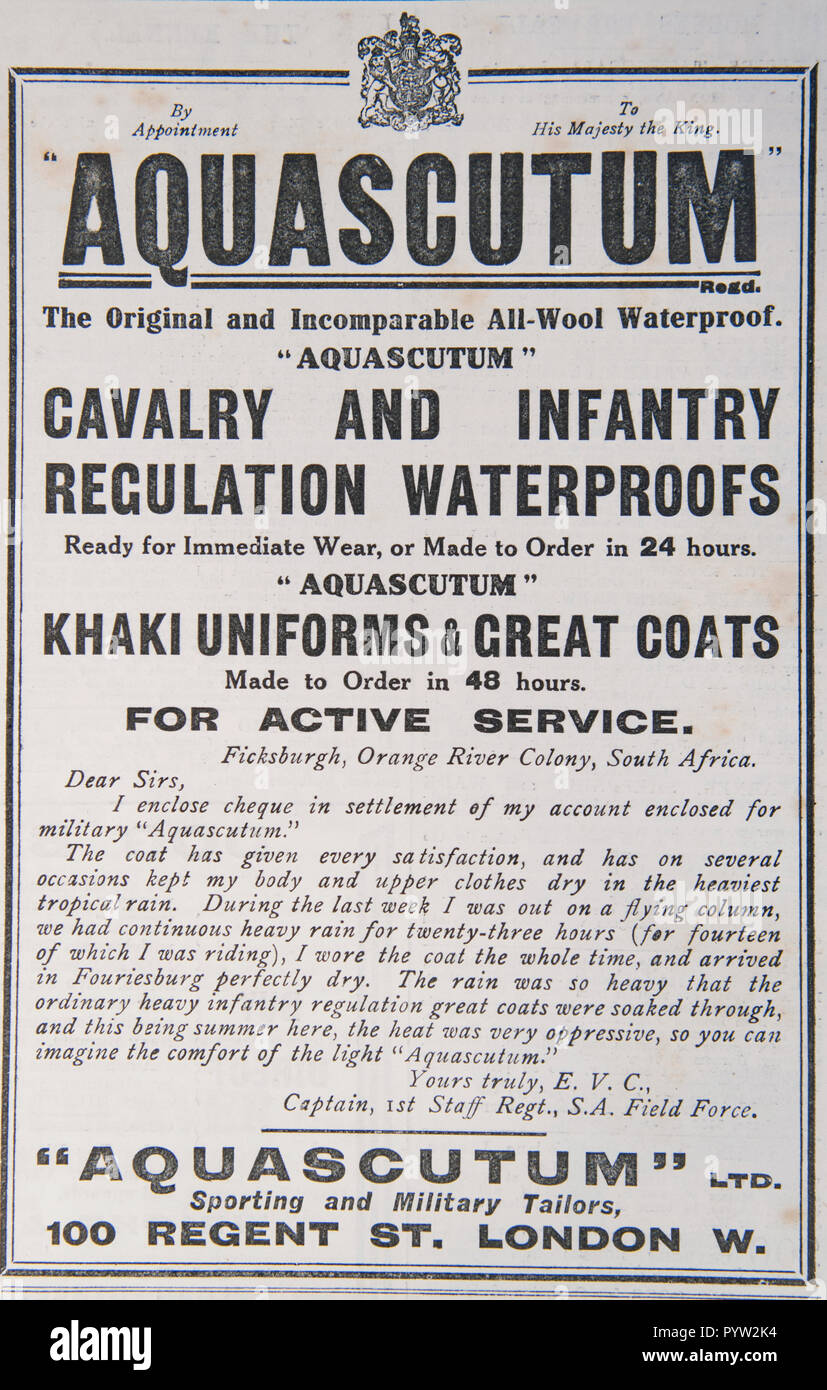 By To
Appointment His Majesty the King.
"AQUASCUTUM"
Regd.
The Original and Incomparable All-Wool Waterproof.
"AQUASCUTUM"
CAVALRY AND INFANTRY
REGULATION WATERPROOFS
Ready for Immediate Wear, or Made to Order in 24 hours.
"AQUASCUTUM"
KHAKI UNIFORMS & GREAT COATS
Made to Order in 48 hours.
FOR ACTIVE SERVICE.
Ficksburgh, Orange River Colony, South Africa.
Dear Sirs,
I enclose cheque in settlement of my account enclosed for
military "Aquascutum."
The coat has given every satisfaction, and has on several
occasions kept my body and upper clothes dry in the heaviest
tropical rain. During the last week I was out on a flying column,
we had continuous heavy rain for twenty-three hours (for fourteen
of which I was riding), I wore the coat the whole time, and arrived
in Fouriesburg perfectly dry. The rain was so heavy that the
ordinary heavy infantry regulation great coats were soaked through,
and this being summer here, the heat was very oppressive, so you can
imagine the comfort of the light "Aquascutum."
Yours truly, E. V. C.,
Captain, 1st Staff Regt., S.A. Field Force.
"AQUASCUTUM" LTD.
Sporting and Military Tailors,
100 REGENT ST. LONDON W.
alamy
alamy
alamy
alamy
Image ID: PYW2K4
www.alamy.com